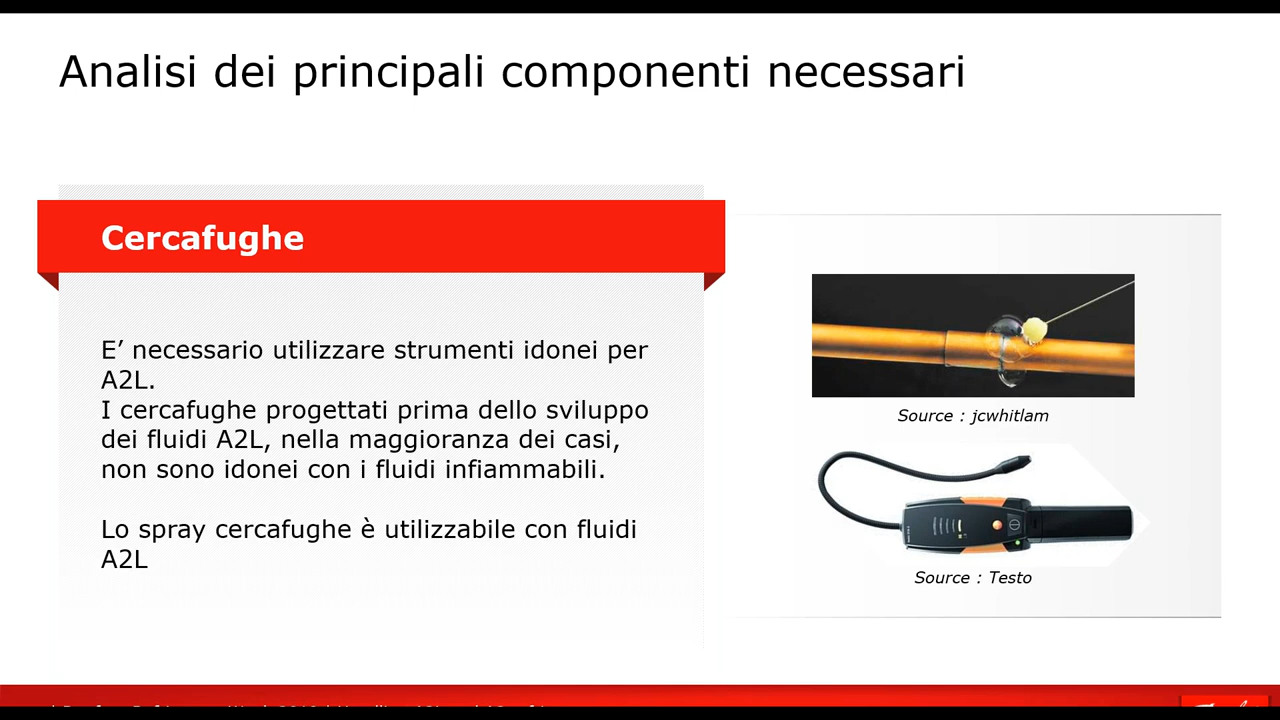 Analisi dei principali componenti necessari
Cercafughe
E’ necessario utilizzare strumenti idonei per
A2L.
I cercafughe progettati prima dello sviluppo
dei fluidi A2L, nella maggioranza dei casi,
non sono idonei con i fluidi infiammabili.
Lo spray cercafughe è utilizzabile con fluidi
A2L
Source : jcwhitlam
Source : Testo